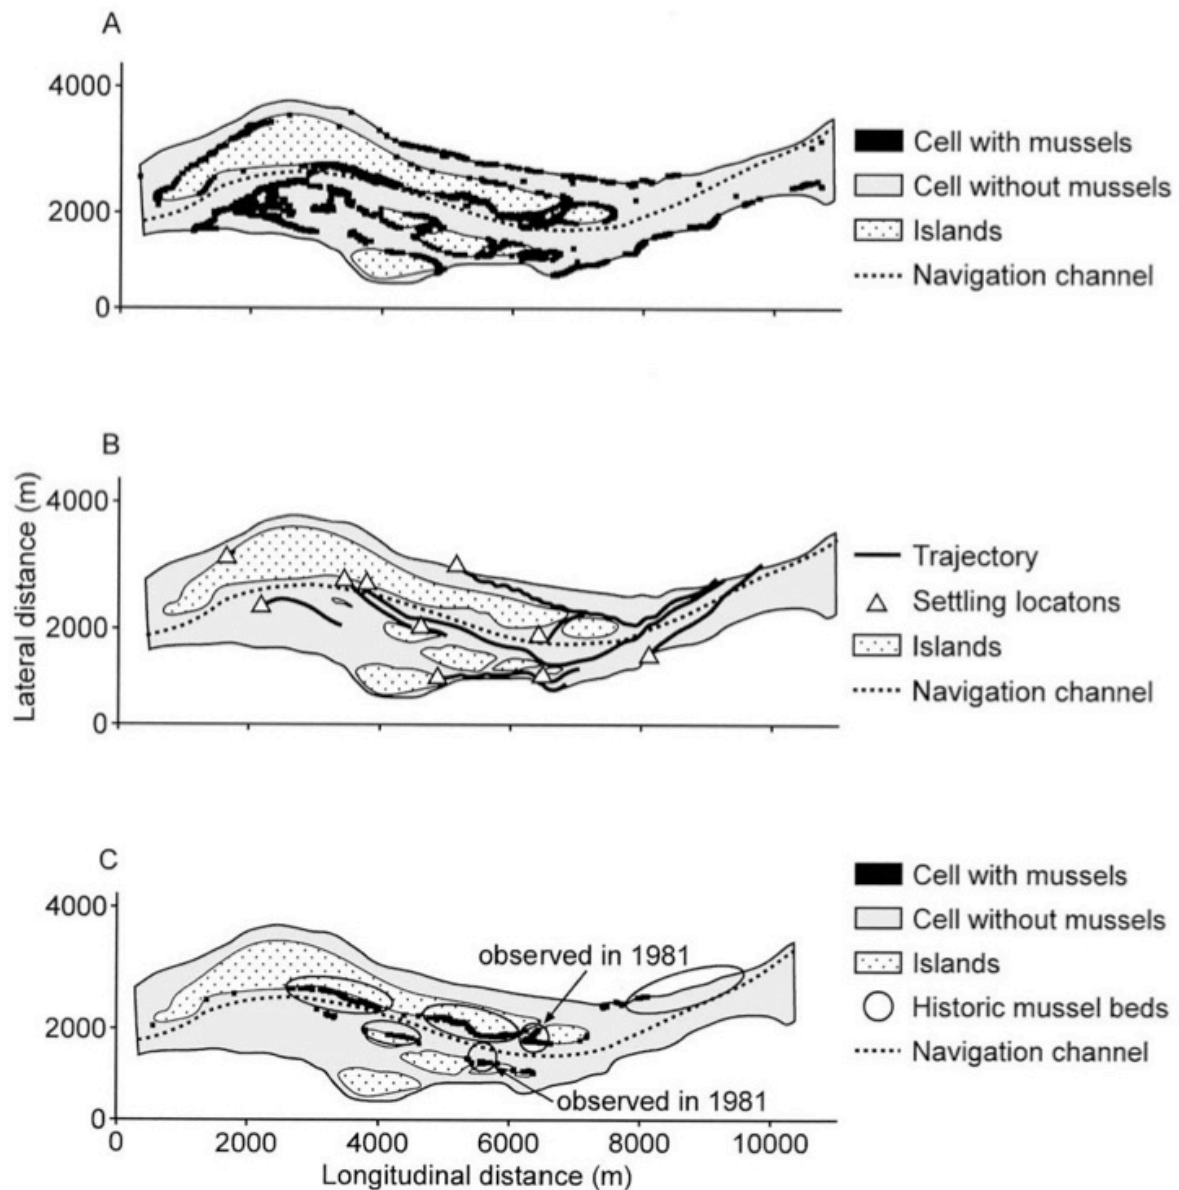 A
4000
2000
0
Cell with mussels
Cell without mussels
Islands
Navigation channel
B
Lateral distance (m)
4000
2000
0
Trajectory
Settling locatons
Islands
Navigation channel
C
4000
2000
0
observed in 1981
observed in 1981
Cell with mussels
Cell without mussels
Islands
Historic mussel beds
Navigation channel
0 2000 4000 6000 8000 10000
Longitudinal distance (m)